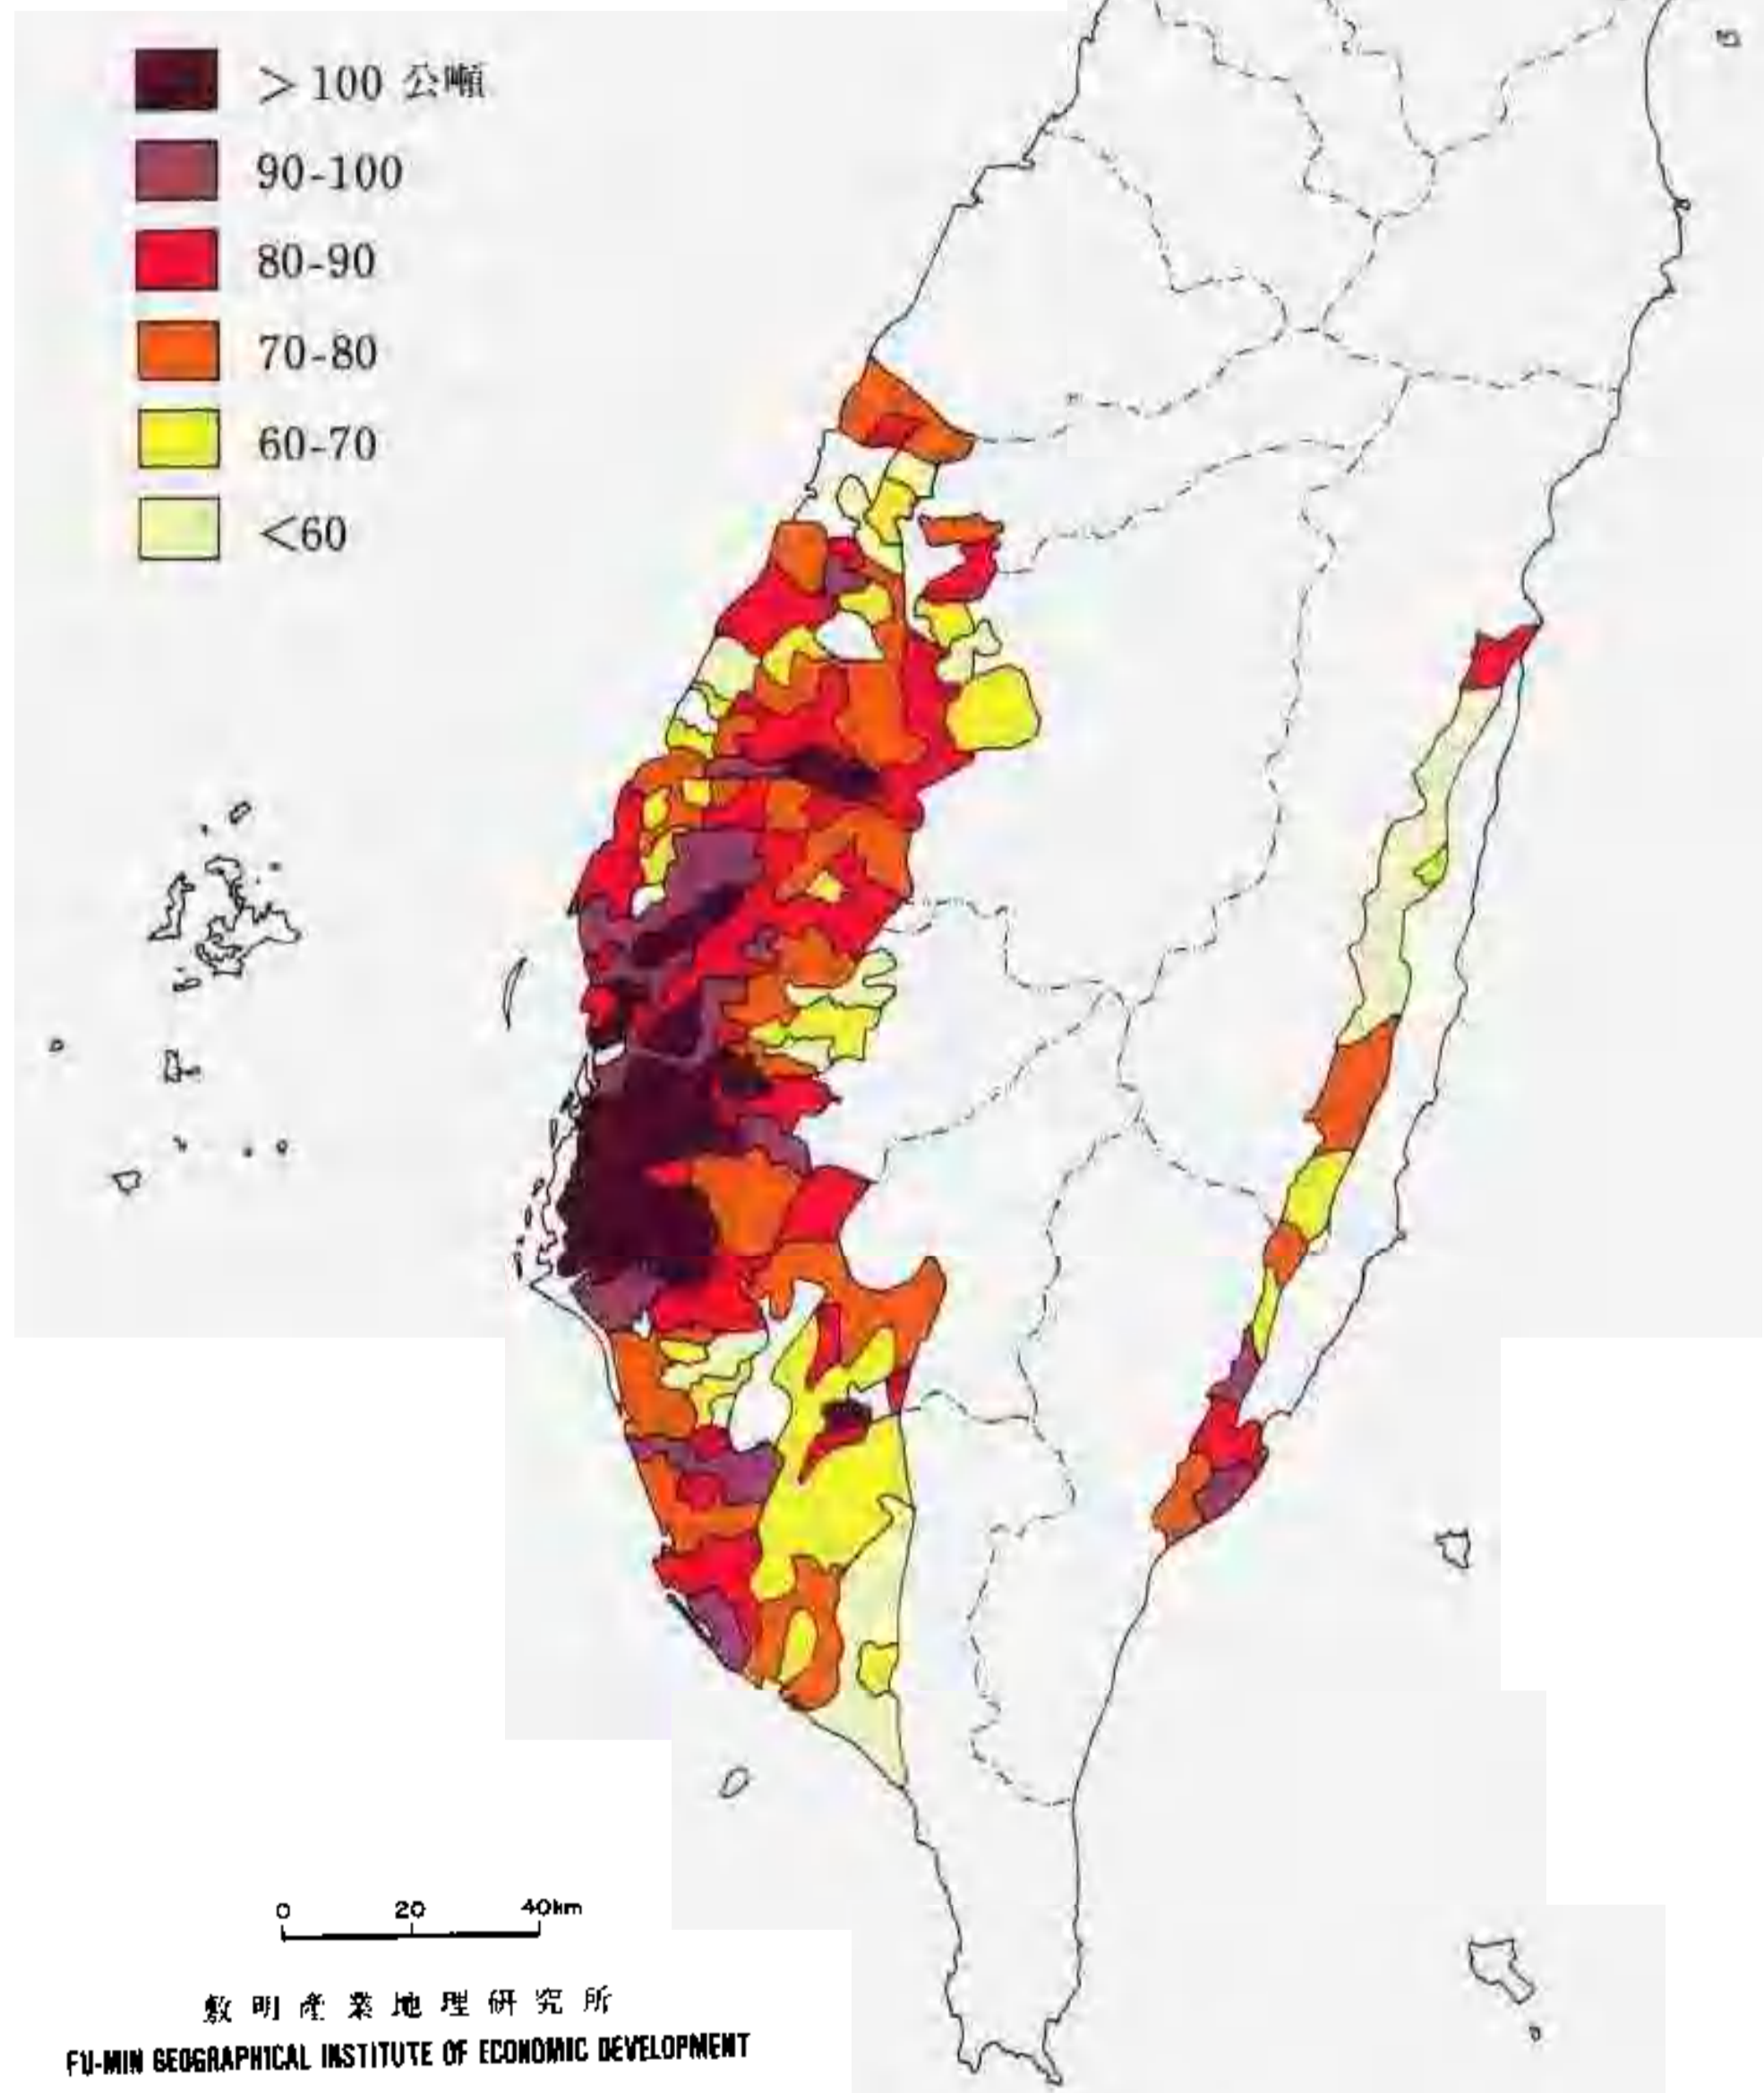 > 100 公噸
90-100
80-90
70-80
60-70
<60
0 20 40km
敷明產業地理研究所
FU-MIN GEOGRAPHICAL INSTITUTE OF ECONOMIC DEVELOPMENT